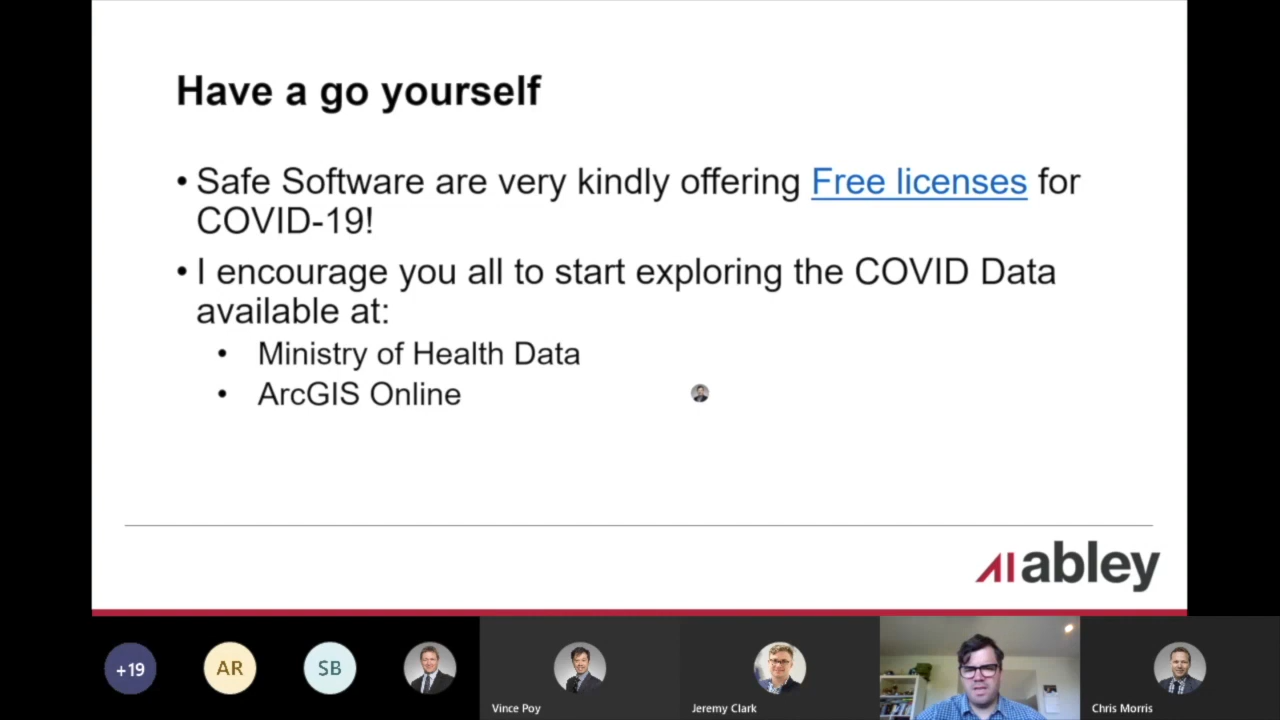 Have a go yourself
• Safe Software are very kindly offering Free licenses for
COVID-19!
• I encourage you all to start exploring the COVID Data
available at:
• Ministry of Health Data
• ArcGIS Online
abley
+19
AR
SB
Vince Poy
Jeremy Clark
Chris Morris